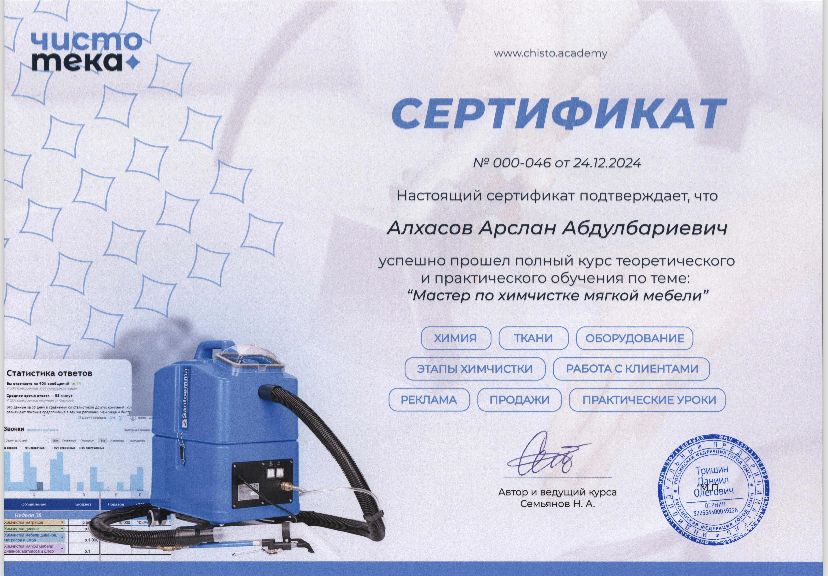 чисто
тека
www.chisto.academy
СЕРТИФИКАТ
№ 000-046 от 24.12.2024
Настоящий сертификат подтверждает, что
Алхасов Арслан Абдулбариевич
успешно прошел полный курс теоретического
и практического обучения по теме:
“Мастер по химчистке мягкой мебели”
ХИМИЯ ТКАНИ ОБОРУДОВАНИЕ
ЭТАПЫ ХИМЧИСТКИ РАБОТА С КЛИЕНТАМИ
РЕКЛАМА ПРОДАЖИ ПРАКТИЧЕСКИЕ УРОКИ
Статистика ответов
Звонки
Автор и ведущий курса
Семьянов Н. А.
Тришин
Даниил
Олегович
М.П.